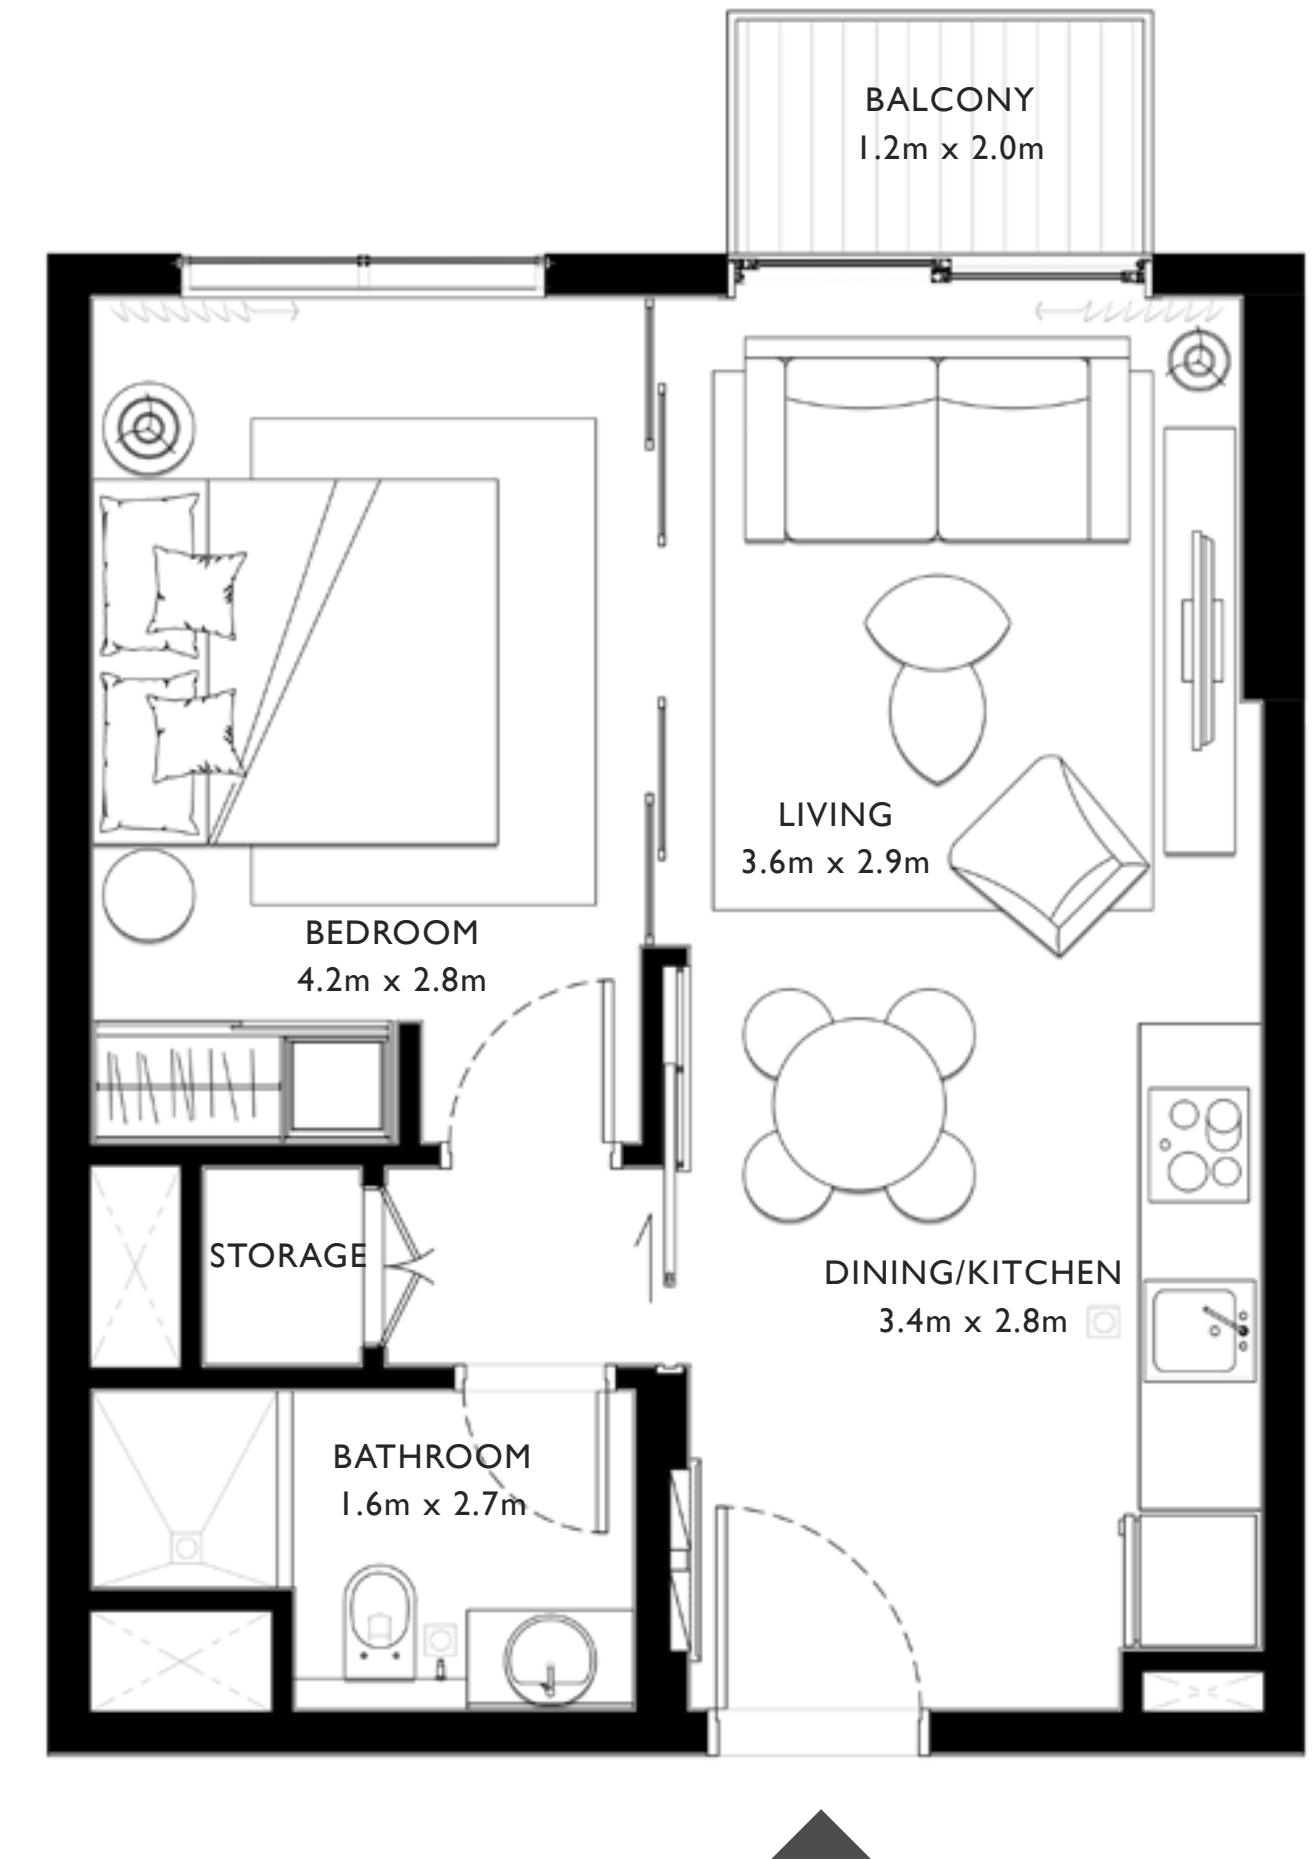 BALCONY
1.2m x 2.0m
LIVING
3.6m x 2.9m
BEDROOM
4.2m x 2.8m
STORAGE
DINING/KITCHEN
3.4m x 2.8m
BATHROOM
1.6m x 2.7m